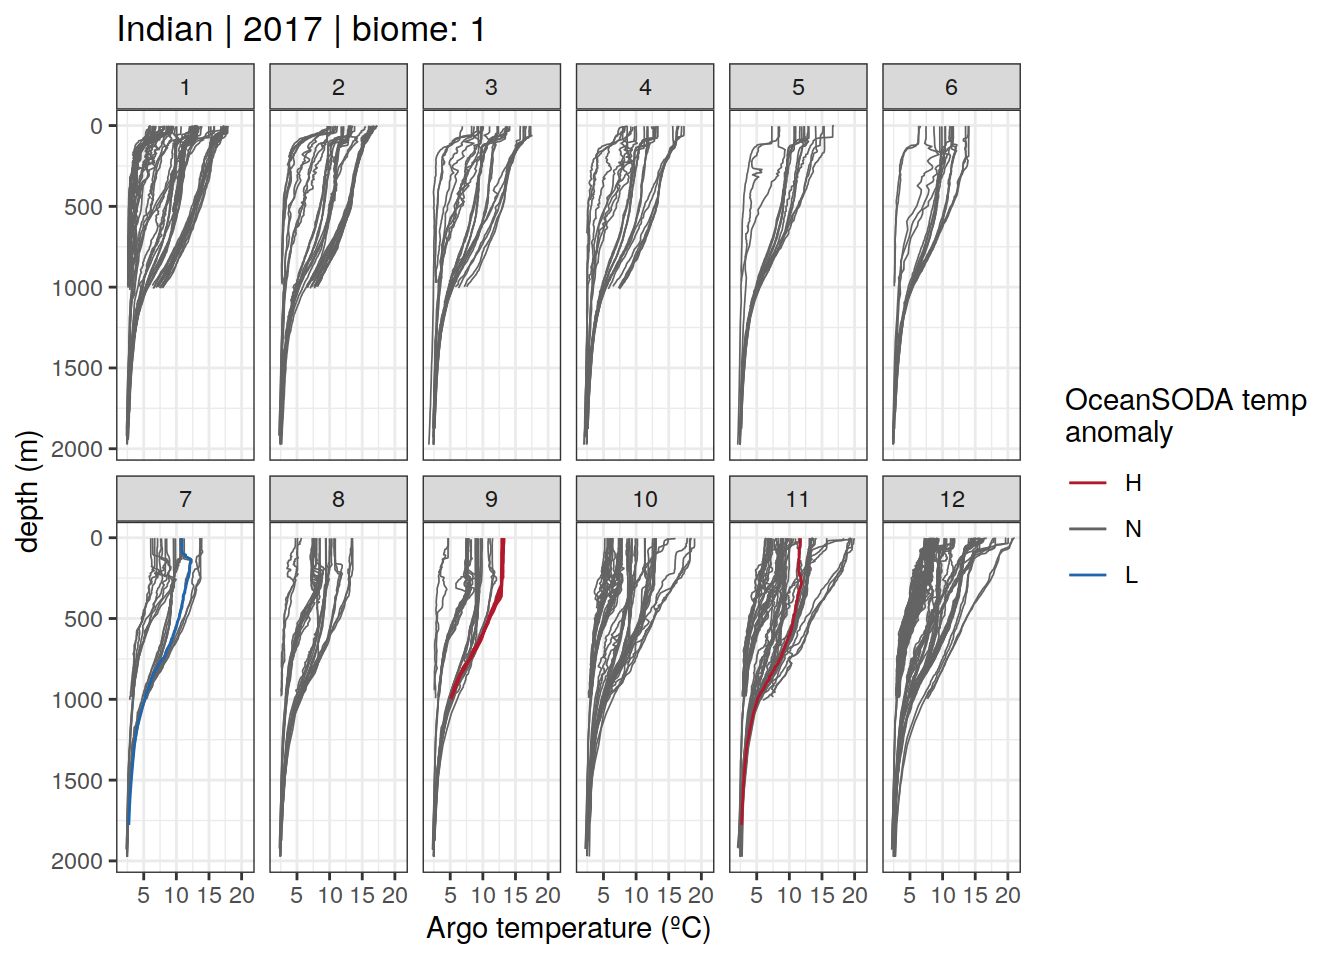 Indian | 2017 | biome: 1
1 2 3 4 5 6
0
500
1000
1500
2000
7 8 9 10 11 12
0
500
1000
1500
2000
5 10 15 20 5 10 15 20 5 10 15 20 5 10 15 20 5 10 15 20 5 10 15 20
Argo temperature (ºC)
depth (m)
OceanSODA temp
anomaly
H
N
L